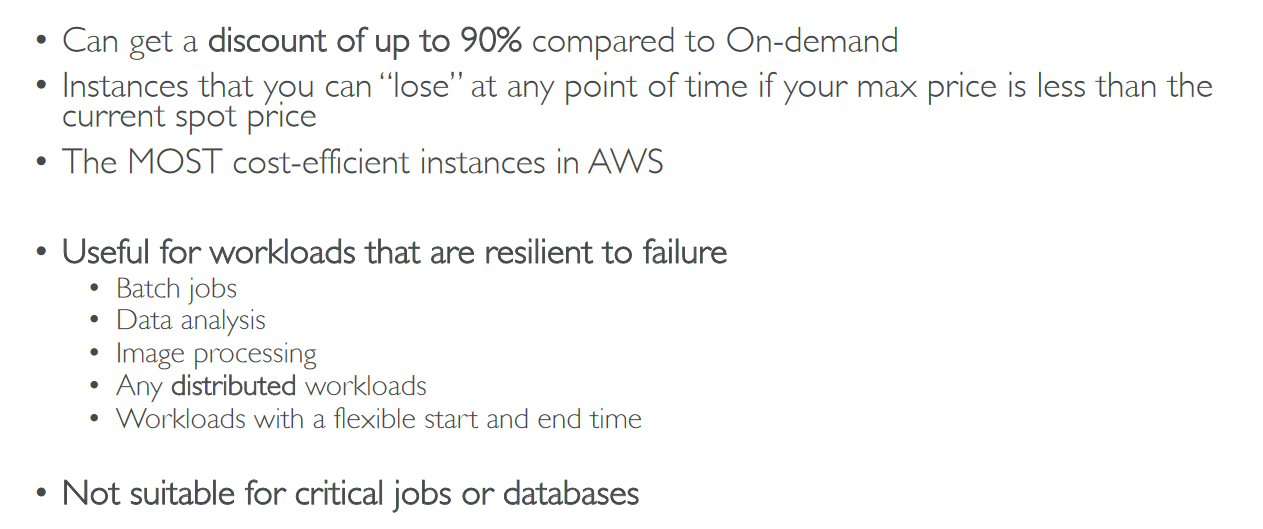 • Can get a discount of up to 90% compared to On-demand
• Instances that you can “lose” at any point of time if your max price is less than the
current spot price
• The MOST cost-efficient instances in AWS
• Useful for workloads that are resilient to failure
• Batch jobs
• Data analysis
• Image processing
• Any distributed workloads
• Workloads with a flexible start and end time
• Not suitable for critical jobs or databases